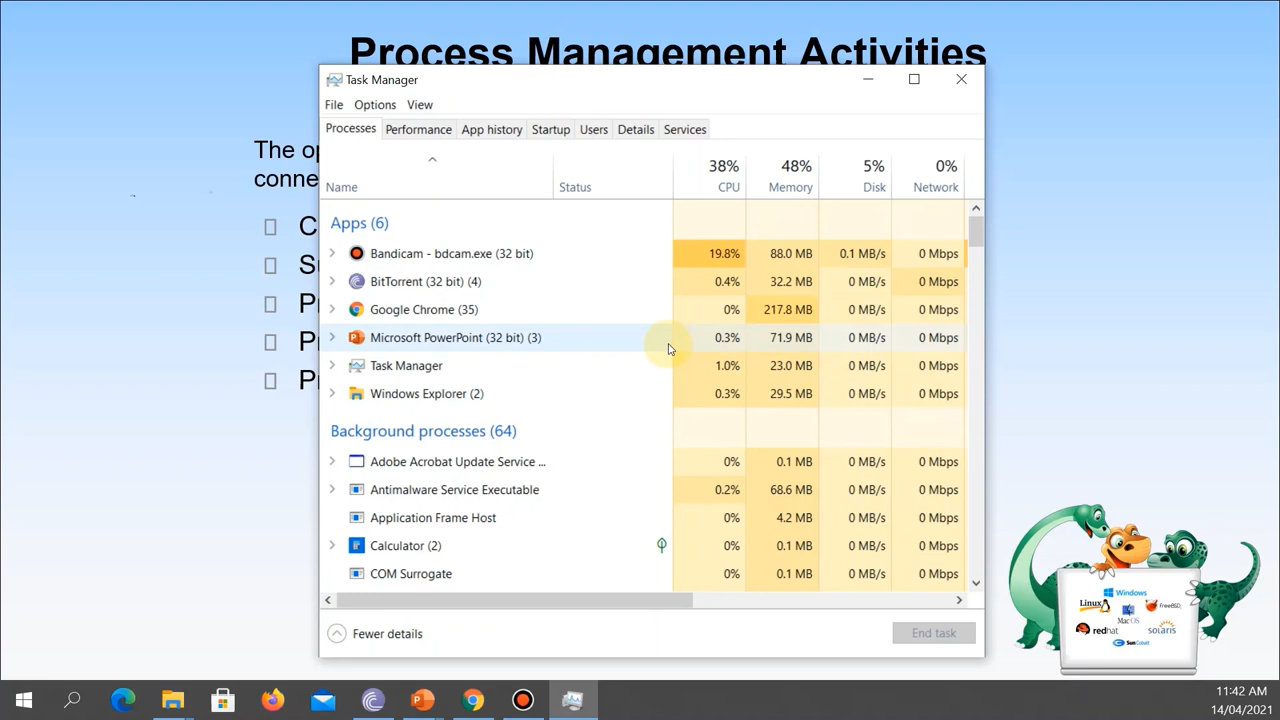 Process Management Activities
Task Manager
File Options View
The op
conne
Processes Performance App history Startup Users Details Services
38% 48% 5% 0%
Name Status CPU Memory Disk Network
C
Su
Pr
Pr
Pr
Apps (6)
Bandicam - bdcam.exe (32 bit) 19.8% 88.0 MB 0.1 MB/s 0 Mbps
BitTorrent (32 bit) (4) 0.4% 32.2 MB 0 MB/s 0 Mbps
Google Chrome (35) 0% 217.8 MB 0 MB/s 0 Mbps
Microsoft PowerPoint (32 bit) (3) 0.3% 71.9 MB 0 MB/s 0 Mbps
Task Manager 1.0% 23.0 MB 0 MB/s 0 Mbps
Windows Explorer (2) 0.3% 29.5 MB 0 MB/s 0 Mbps
Background processes (64)
Adobe Acrobat Update Service ... 0% 0.1 MB 0 MB/s 0 Mbps
Antimalware Service Executable 0.2% 68.6 MB 0 MB/s 0 Mbps
Application Frame Host 0% 4.2 MB 0 MB/s 0 Mbps
Calculator (2) 0% 0.1 MB 0 MB/s 0 Mbps
COM Surrogate 0% 0.1 MB 0 MB/s 0 Mbps
Fewer details End task
Windows
Linux FreeBSD
MacOS
redhat solaris
SunCobalt
11:42 AM
14/04/2021